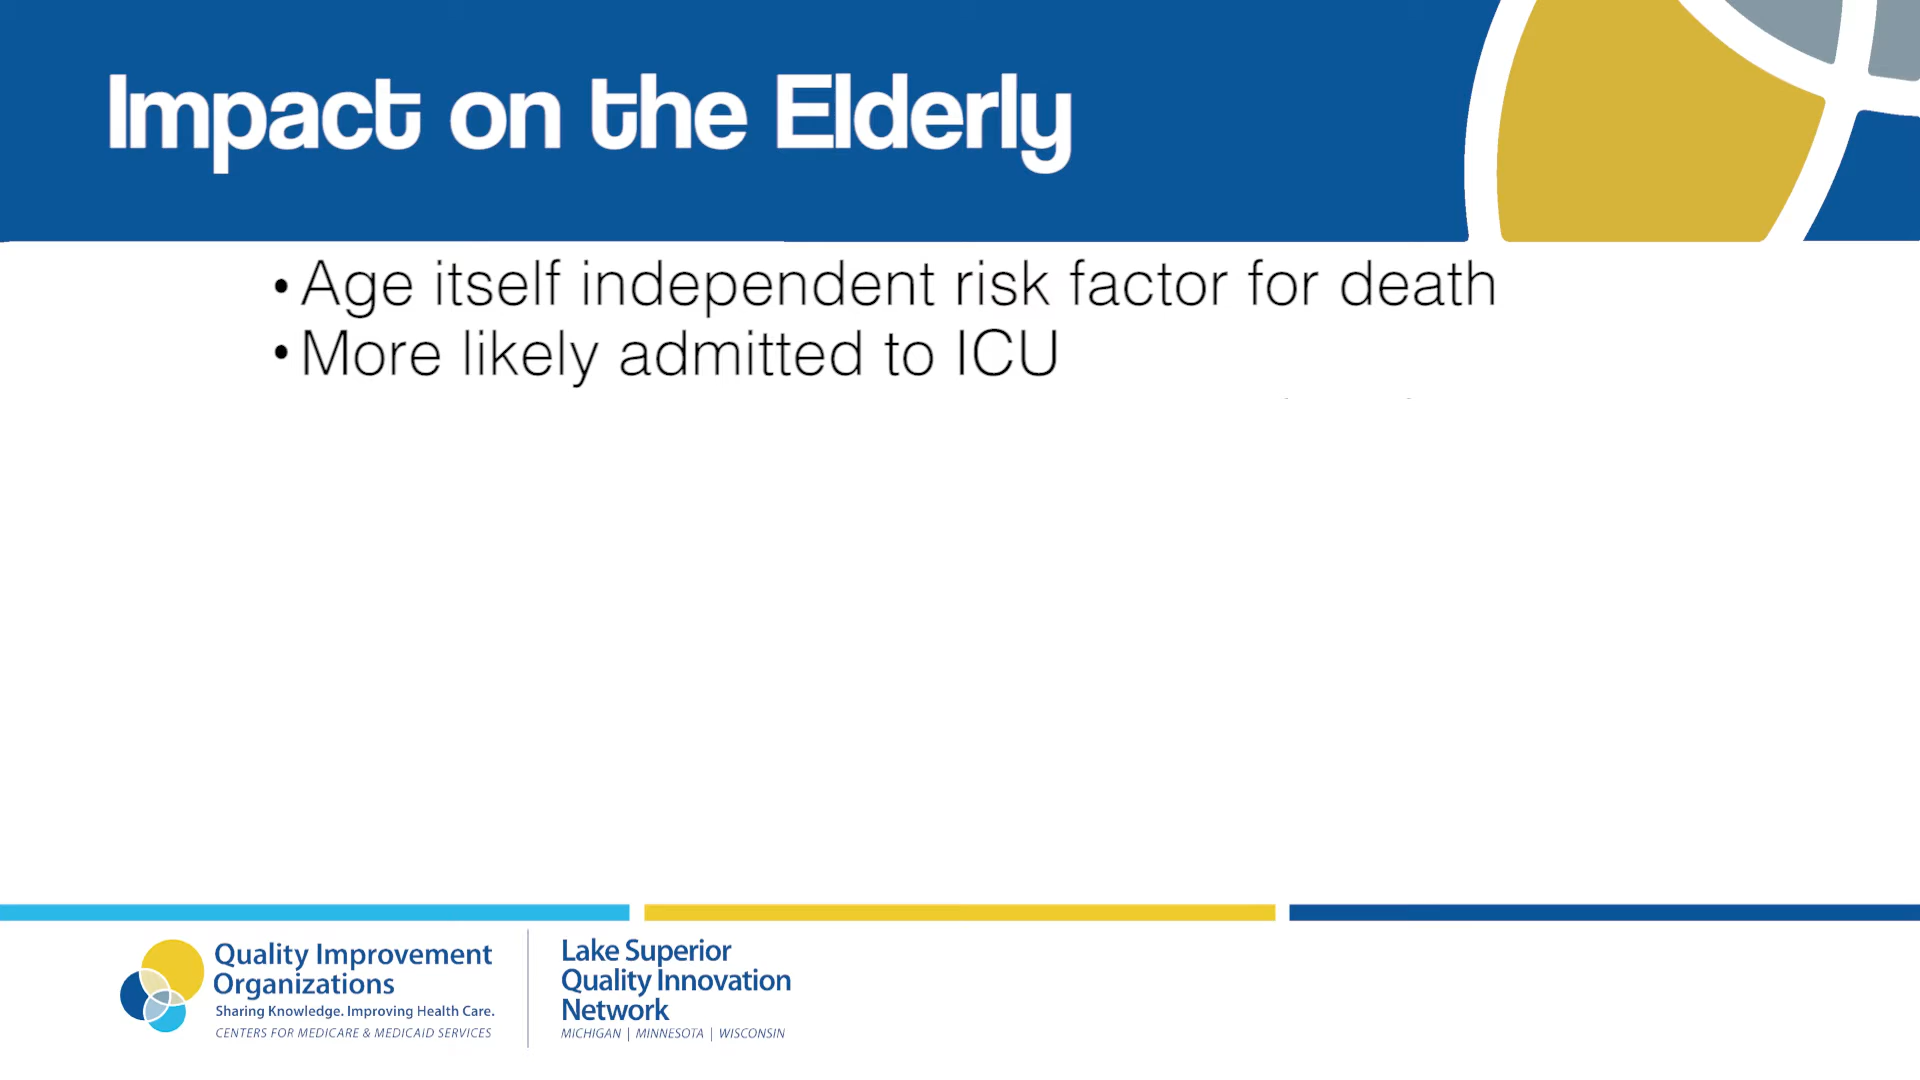 Impact on the Elderly
• Age itself independent risk factor for death
• More likely admitted to ICU
Quality Improvement
Organizations
Sharing Knowledge. Improving Health Care.
CENTERS FOR MEDICARE & MEDICAID SERVICES
Lake Superior
Quality Innovation
Network
MICHIGAN | MINNESOTA | WISCONSIN